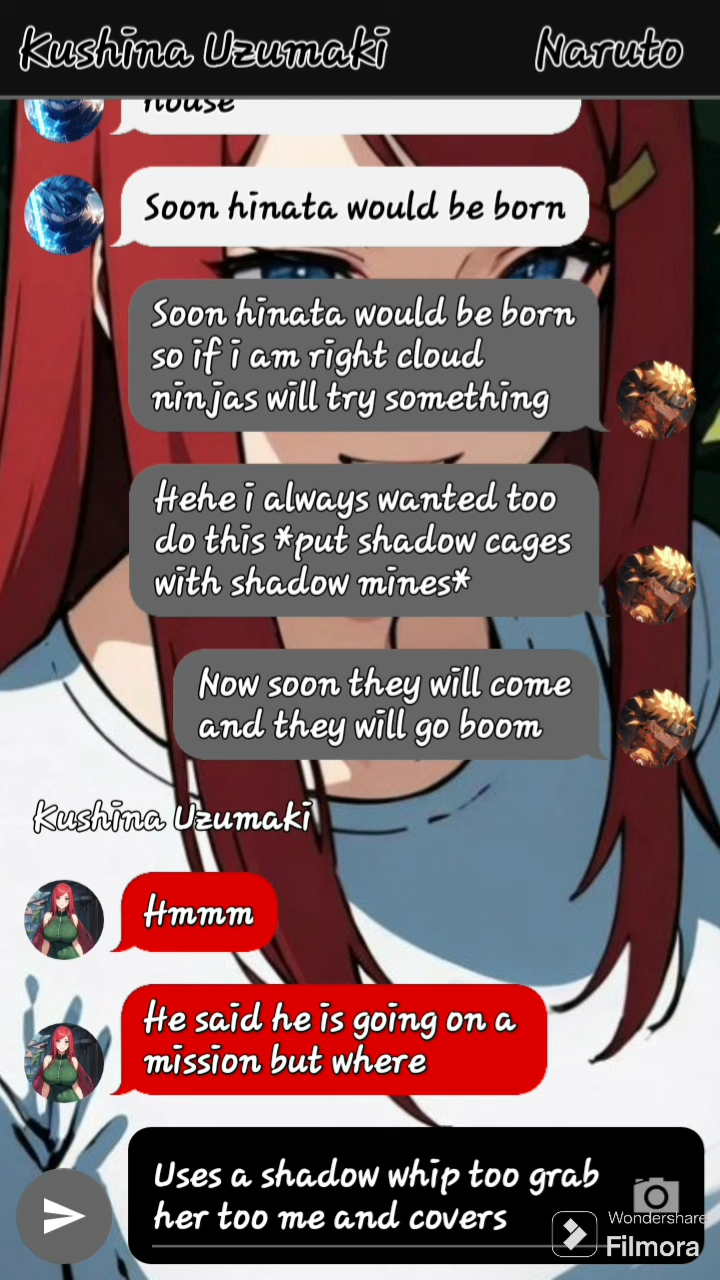 Kushina Uzumaki
Naruto
house
Soon hinata would be born
Soon hinata would be born
so if i am right cloud
ninjas will try something
Hehe i always wanted too
do this *put shadow cages
with shadow mines*
Now soon they will come
and they will go boom
Kushina Uzumaki
Hmmm
He said he is going on a
mission but where
Uses a shadow whip too grab
her too me and covers
Wondershare
Filmora